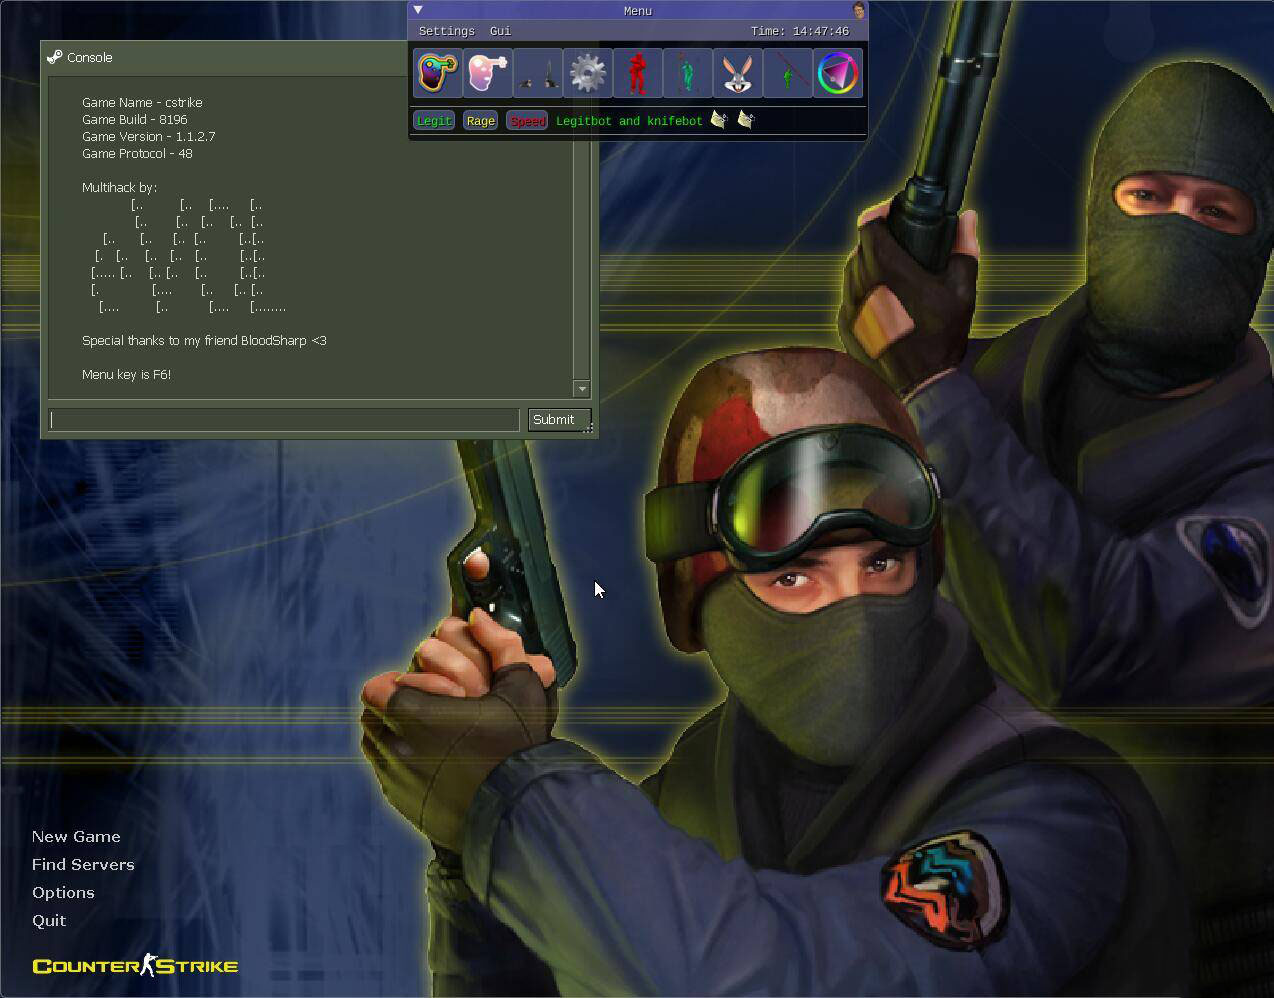 Menu
Settings Gui Time: 14:47:46
Legit Rage Speed Legitbot and knifebot
Console
Game Name - cstrike
Game Build - 8196
Game Version - 1.1.2.7
Game Protocol - 48
Multihack by:
[.. [.. [.... [..
[.. [.. [.. [.. [..
[.. [.. [.. [.. [..[..
[. [.. [.. [.. [.. [..[..
[..... [.. [.. [.. [.. [..[..
[. [.... [.. [.. [..
[.... [.. [.... [........
Special thanks to my friend BloodSharp <3
Menu key is F6!
Submit
New Game
Find Servers
Options
Quit
COUNTER STRIKE